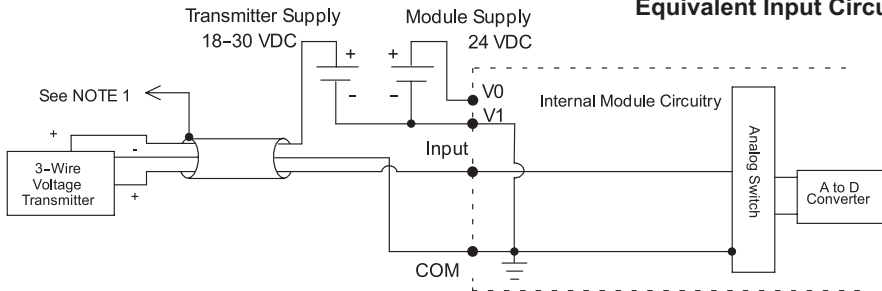 Equivalent Input Circu
Transmitter Supply
18–30 VDC
Module Supply
24 VDC
+
+
-
-
V0
V1
See NOTE 1
Internal Module Circuitry
Input
+
-
+
3–Wire
Voltage
Transmitter
Analog Switch
A to D
Converter
COM